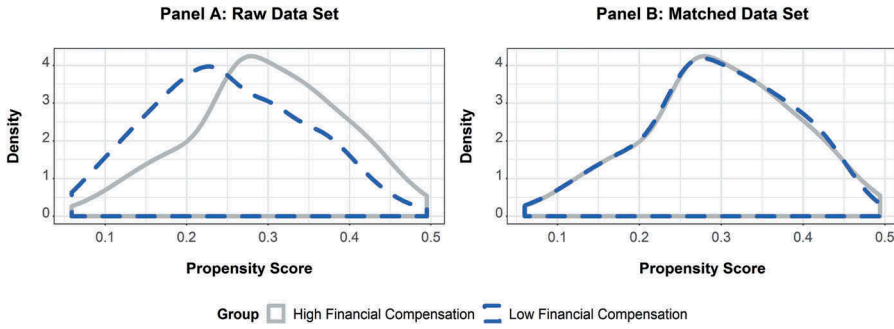 Panel A: Raw Data Set
Panel B: Matched Data Set
Density
4
3
2
1
0
0.1 0.2 0.3 0.4 0.5
Propensity Score
Density
4
3
2
1
0
0.1 0.2 0.3 0.4 0.5
Propensity Score
Group High Financial Compensation Low Financial Compensation